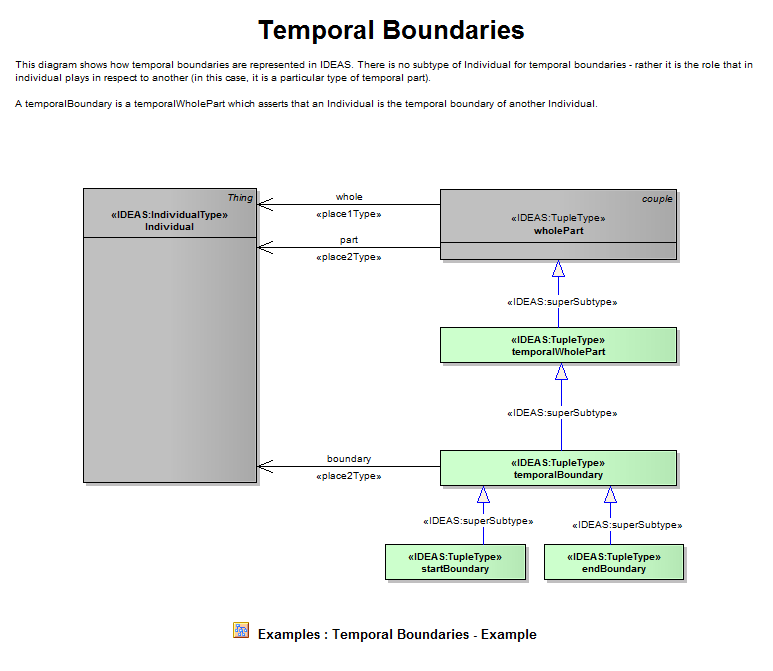 Temporal Boundaries
This diagram shows how temporal boundaries are represented in IDEAS. There is no subtype of Individual for temporal boundaries - rather it is the role that in
individual plays in respect to another (in this case, it is a particular type of temporal part).
A temporalBoundary is a temporalWholePart which asserts that an Individual is the temporal boundary of another Individual.
Thing
«IDEAS:IndividualType»
Individual
whole
«place1Type»
part
«place2Type»
couple
«IDEAS:TupleType»
wholePart
«IDEAS:superSubtype»
«IDEAS:TupleType»
temporalWholePart
«IDEAS:superSubtype»
boundary
«place2Type»
«IDEAS:TupleType»
temporalBoundary
«IDEAS:superSubtype»
«IDEAS:superSubtype»
«IDEAS:TupleType»
startBoundary
«IDEAS:TupleType»
endBoundary
Examples : Temporal Boundaries - Example